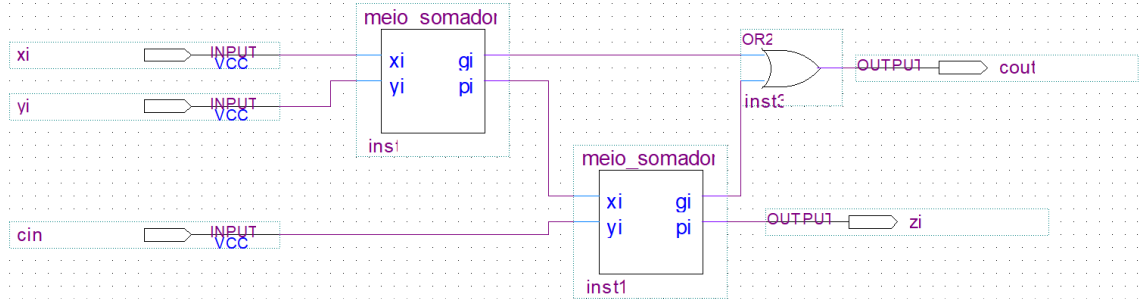 meio_somador
xi INPUT VCC
xi gi
yi pi
yi INPUT VCC
inst
OR2
inst3
OUTPUT cout
meio_somador
xi gi
yi pi
inst1
cin INPUT VCC
OUTPUT zi